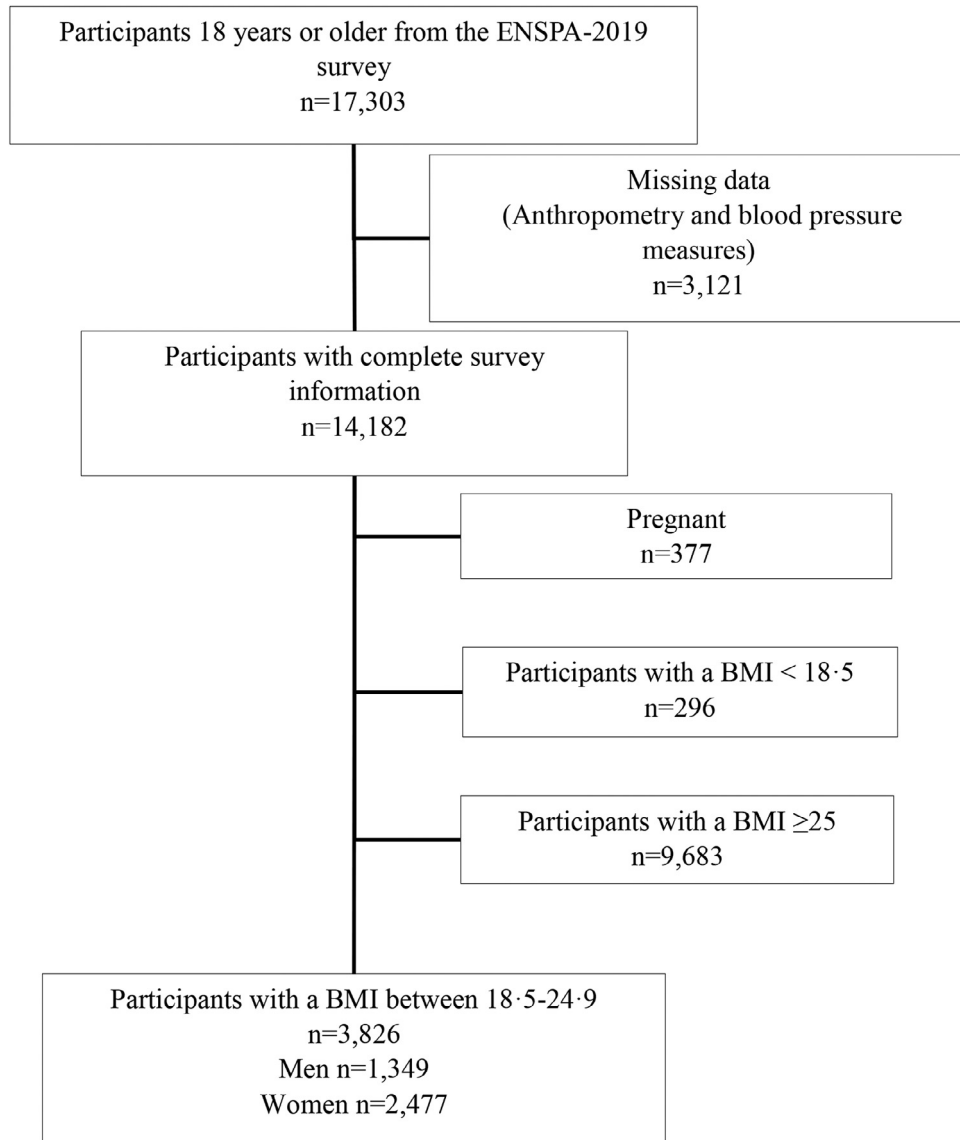 Participants 18 years or older from the ENSPA-2019
survey
n=17,303
Missing data
(Anthropometry and blood pressure
measures)
n=3,121
Participants with complete survey
information
n=14,182
Pregnant
n=377
Participants with a BMI < 18·5
n=296
Participants with a BMI ≥25
n=9,683
Participants with a BMI between 18·5-24·9
n=3,826
Men n=1,349
Women n=2,477